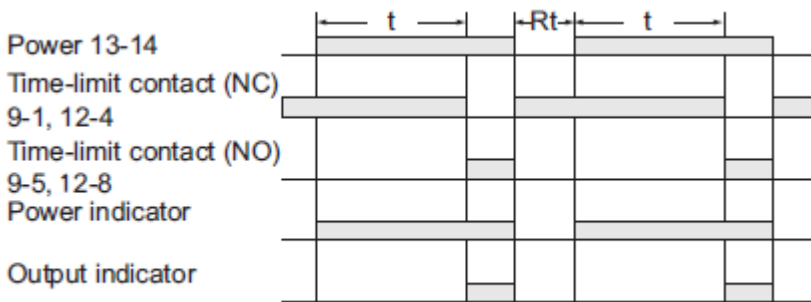 t Rt t
Power 13-14
Time-limit contact (NC)
9-1, 12-4
Time-limit contact (NO)
9-5, 12-8
Power indicator
Output indicator